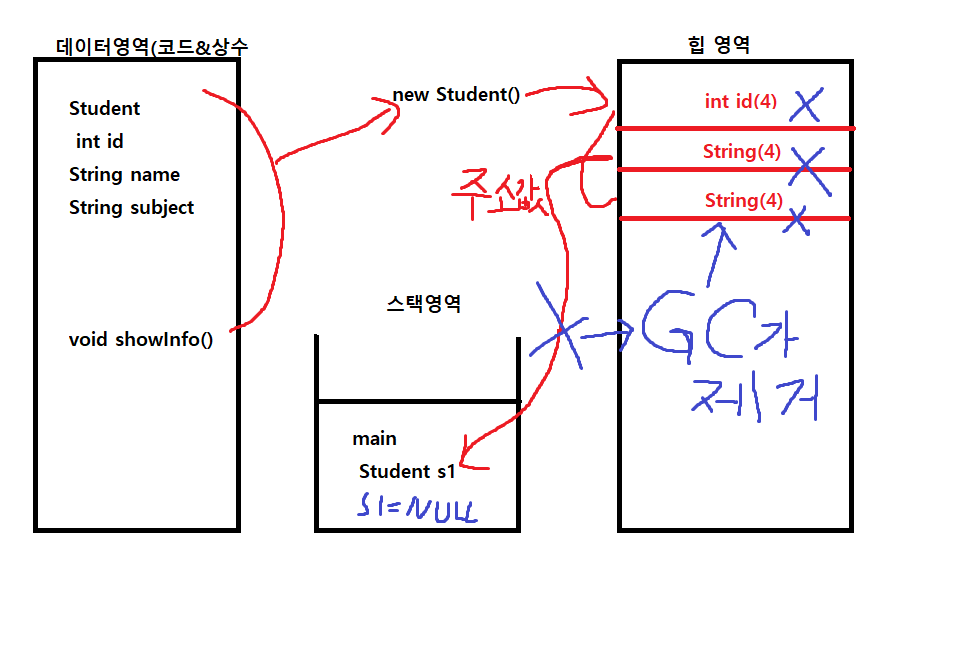 데이터영역(코드&상수
Student
int id
String name
String subject
void showInfo()
new Student()
주소값
스택영역
main
Student s1
S1=NULL
힙 영역
int id(4)
String(4)
String(4)
GC가
제거